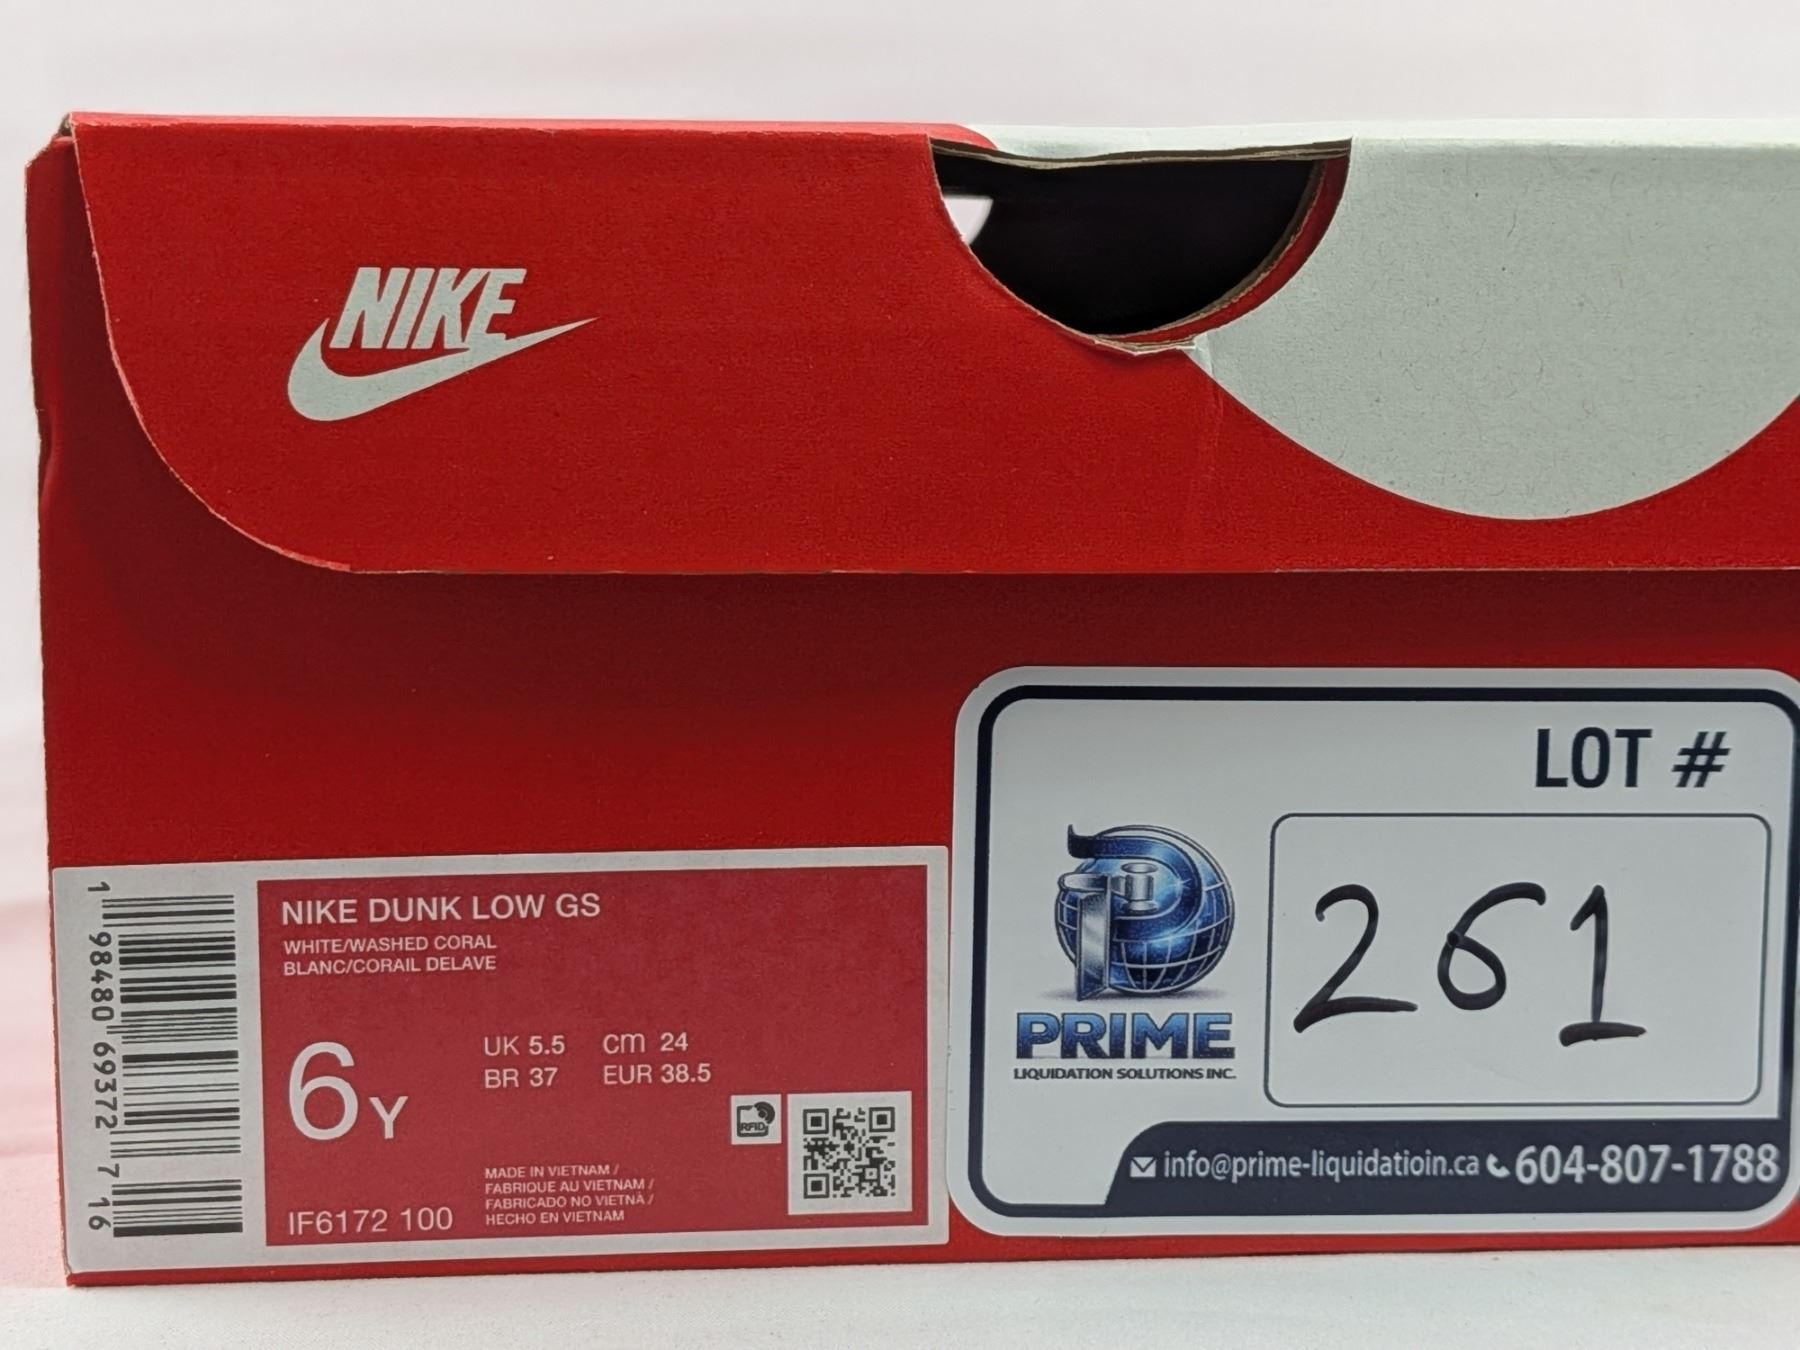 NIKE
NIKE DUNK LOW GS
WHITE/WASHED CORAL
BLANC/CORAIL DELAVE
6Y
UK 5.5 cm 24
BR 37 EUR 38.5
RFID
MADE IN VIETNAM /
FABRIQUE AU VIETNAM /
FABRICADO NO VIETNÃ /
HECHO EN VIETNAM
IF6172 100
1 98480 69372 7 16
LOT #
261
PRIME
LIQUIDATION SOLUTIONS INC.
info@prime-liquidatioin.ca 604-807-1788